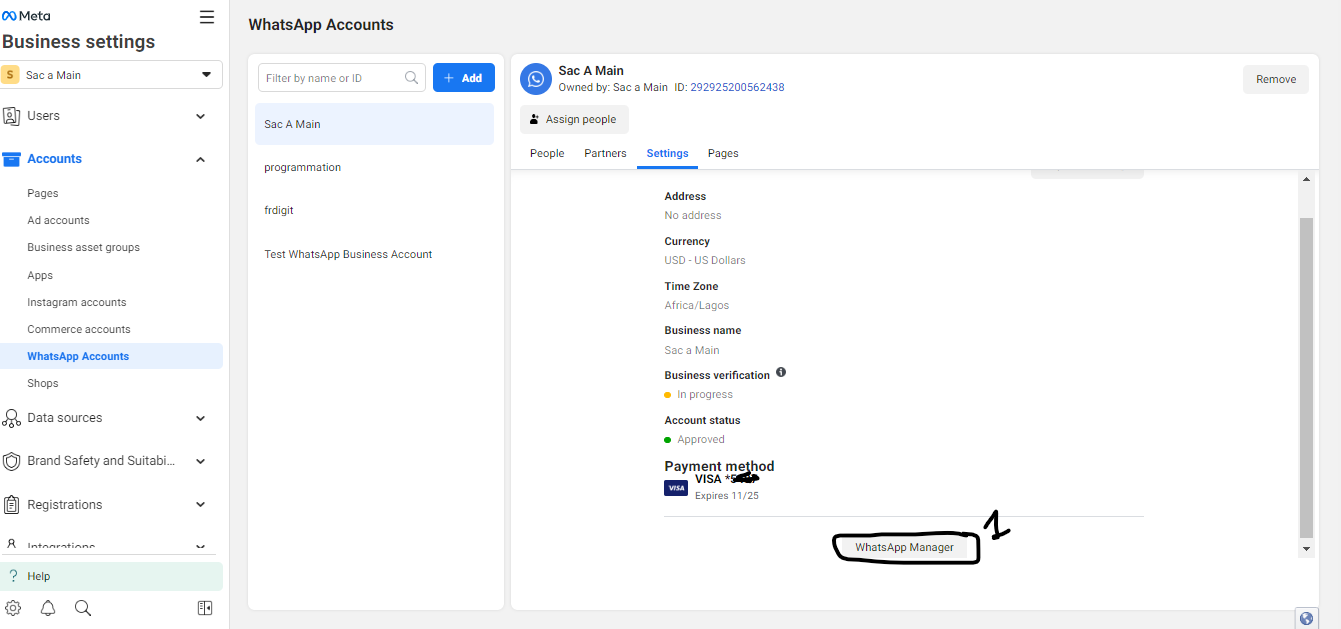 Meta
Business settings
S Sac a Main
Users
Accounts
Pages
Ad accounts
Business asset groups
Apps
Instagram accounts
Commerce accounts
WhatsApp Accounts
Shops
Data sources
Brand Safety and Suitabi...
Registrations
Integrations
? Help
WhatsApp Accounts
Filter by name or ID
+ Add
Sac A Main
programmation
frdigit
Test WhatsApp Business Account
Sac A Main
Owned by: Sac a Main ID: 292925200562438
Remove
Assign people
People Partners Settings Pages
Address
No address
Currency
USD - US Dollars
Time Zone
Africa/Lagos
Business name
Sac a Main
Business verification
In progress
Account status
Approved
Payment method
VISA VISA *
Expires 11/25
WhatsApp Manager
1